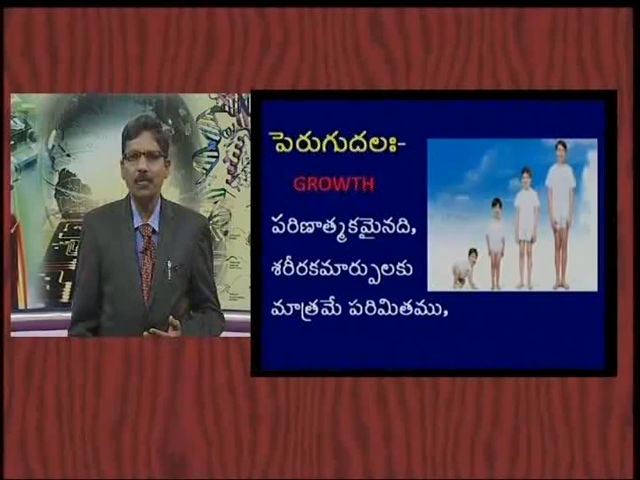 పెరుగుదలః-
GROWTH
పరిణాత్మకమైనది,
శరీరకమార్పులకు
మాత్రమే పరిమితము,